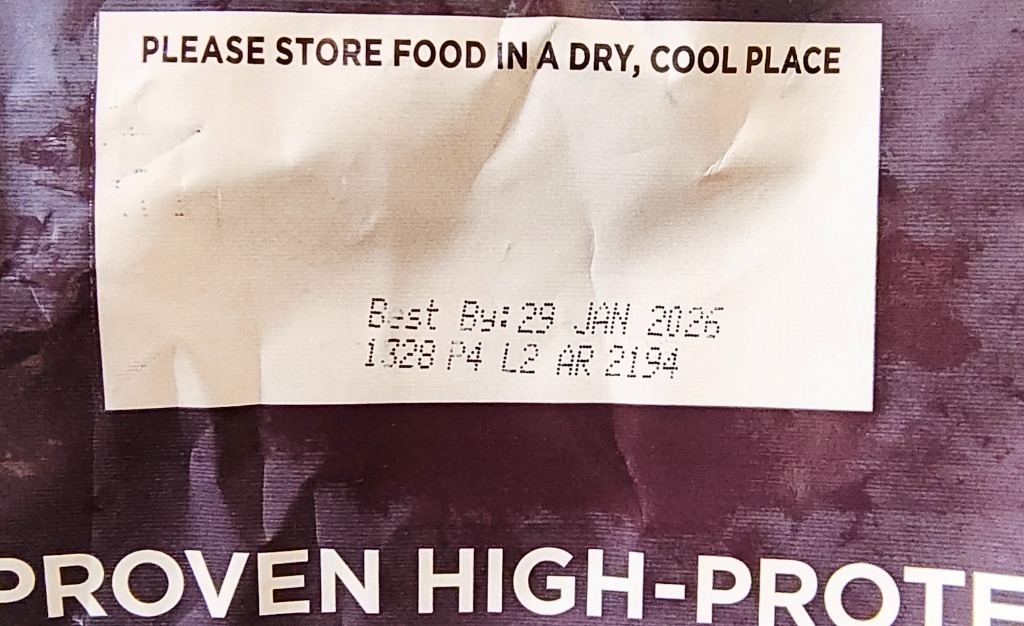 PLEASE STORE FOOD IN A DRY, COOL PLACE
Best By: 29 JAN 2026
1328 P4 L2 AR 2194
PROVEN HIGH-PROTE